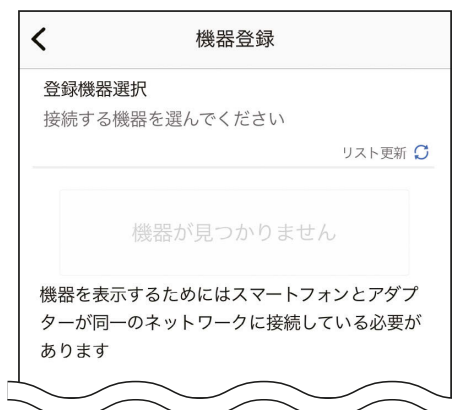 機器登録
登録機器選択
接続する機器を選んでください
リスト更新
機器が見つかりません
機器を表示するためにはスマートフォンとアダプ
ターが同一のネットワークに接続している必要が
あります